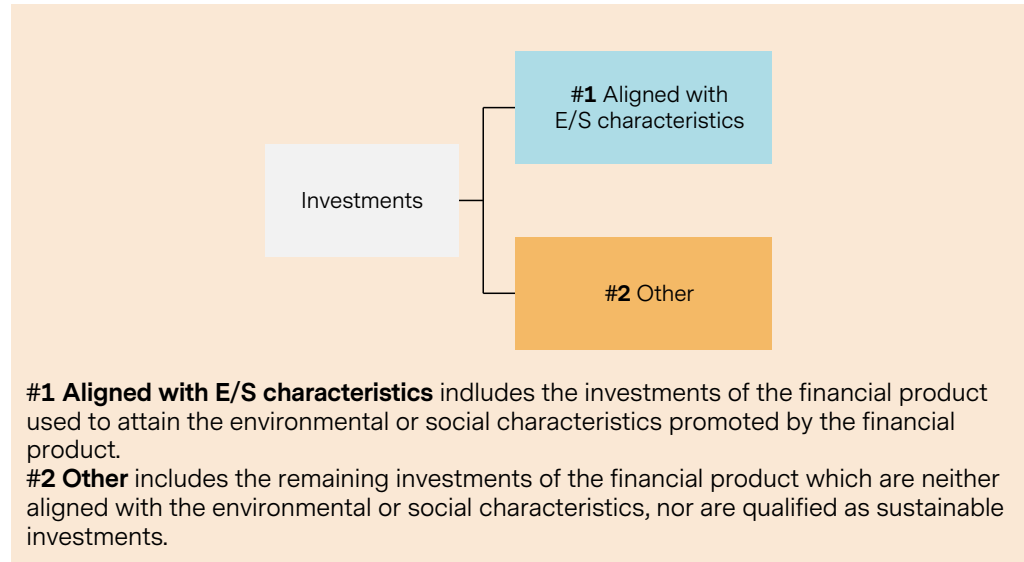 #1 Aligned with
E/S characteristics
Investments
#2 Other
#1 Aligned with E/S characteristics indludes the investments of the financial product
used to attain the environmental or social characteristics promoted by the financial
product.
#2 Other includes the remaining investments of the financial product which are neither
aligned with the environmental or social characteristics, nor are qualified as sustainable
investments.